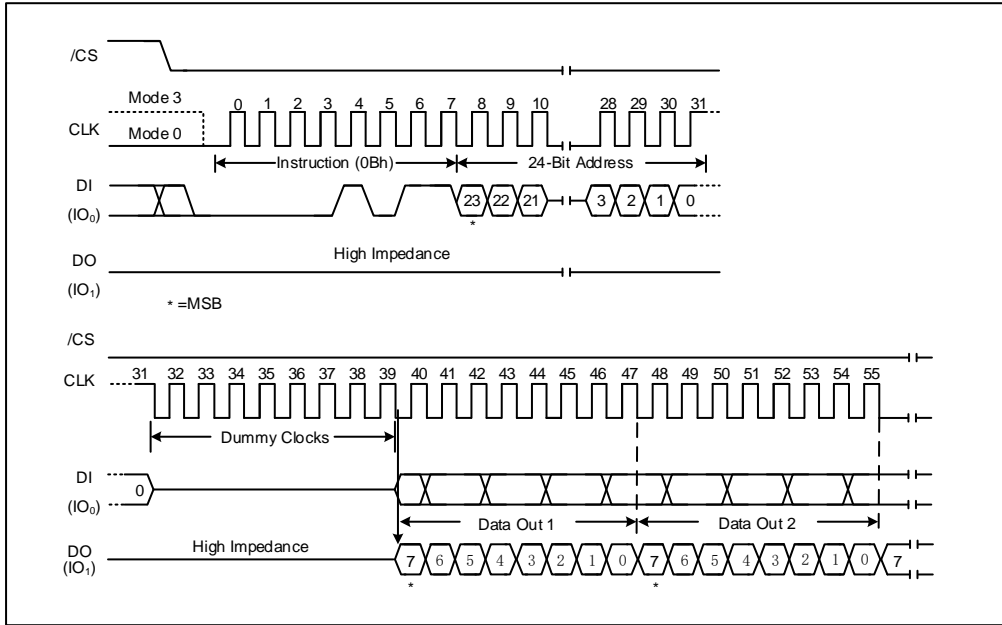 /CS
Mode 3
0 1 2 3 4 5 6 7 8 9 10 28 29 30 31
CLK
Mode 0
Instruction (0Bh) 24-Bit Address
DI
(IO0)
23 22 21 3 2 1 0
*
DO
(IO1)
High Impedance
* =MSB
/CS
31 32 33 34 35 36 37 38 39 40 41 42 43 44 45 46 47 48 49 50 51 52 53 54 55
CLK
Dummy Clocks
DI
(IO0)
0
Data Out 1 Data Out 2
DO
(IO1)
High Impedance
7 6 5 4 3 2 1 0 7 6 5 4 3 2 1 0 7
* *